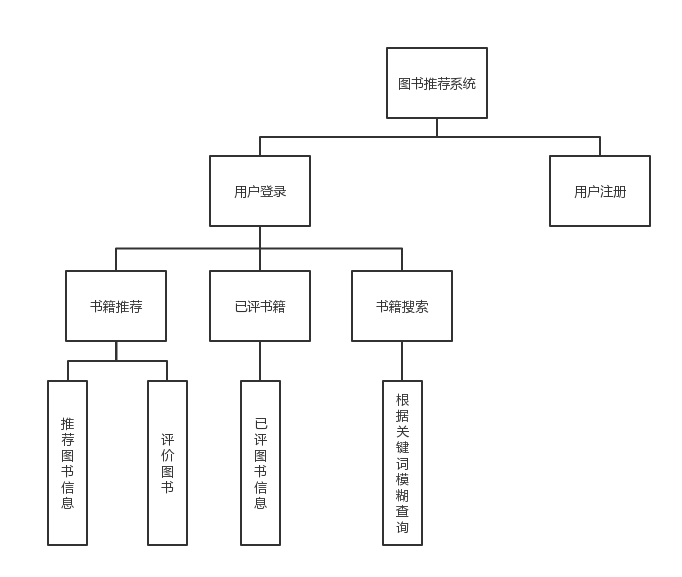 图书推荐系统
用户登录
用户注册
书籍推荐
已评书籍
书籍搜索
推荐图书信息
评价图书
已评图书信息
根据关键词模糊查询